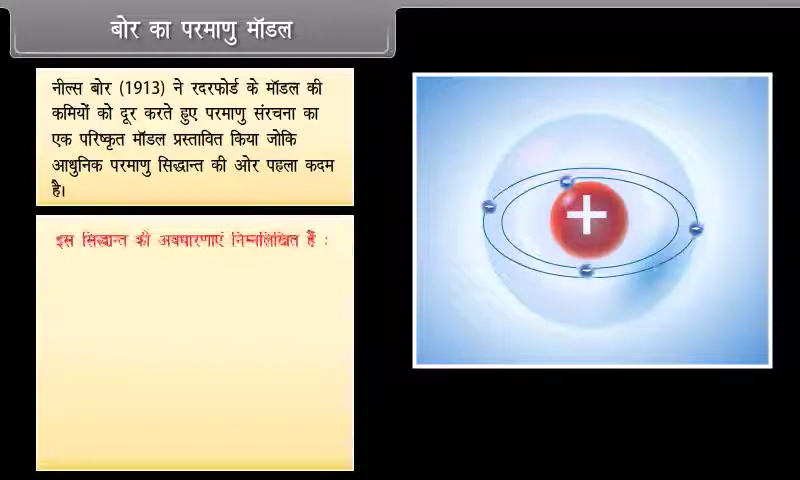 बोर का परमाणु मॉडल
नील्स बोर (1913) ने रदरफोर्ड के मॉडल की
कमियों को दूर करते हुए परमाणु संरचना का
एक परिष्कृत मॉडल प्रस्तावित किया जोकि
आधुनिक परमाणु सिद्धान्त की ओर पहला कदम
है।
इस सिद्धान्त की अवधारणाएं निम्नलिखित हैं :
+